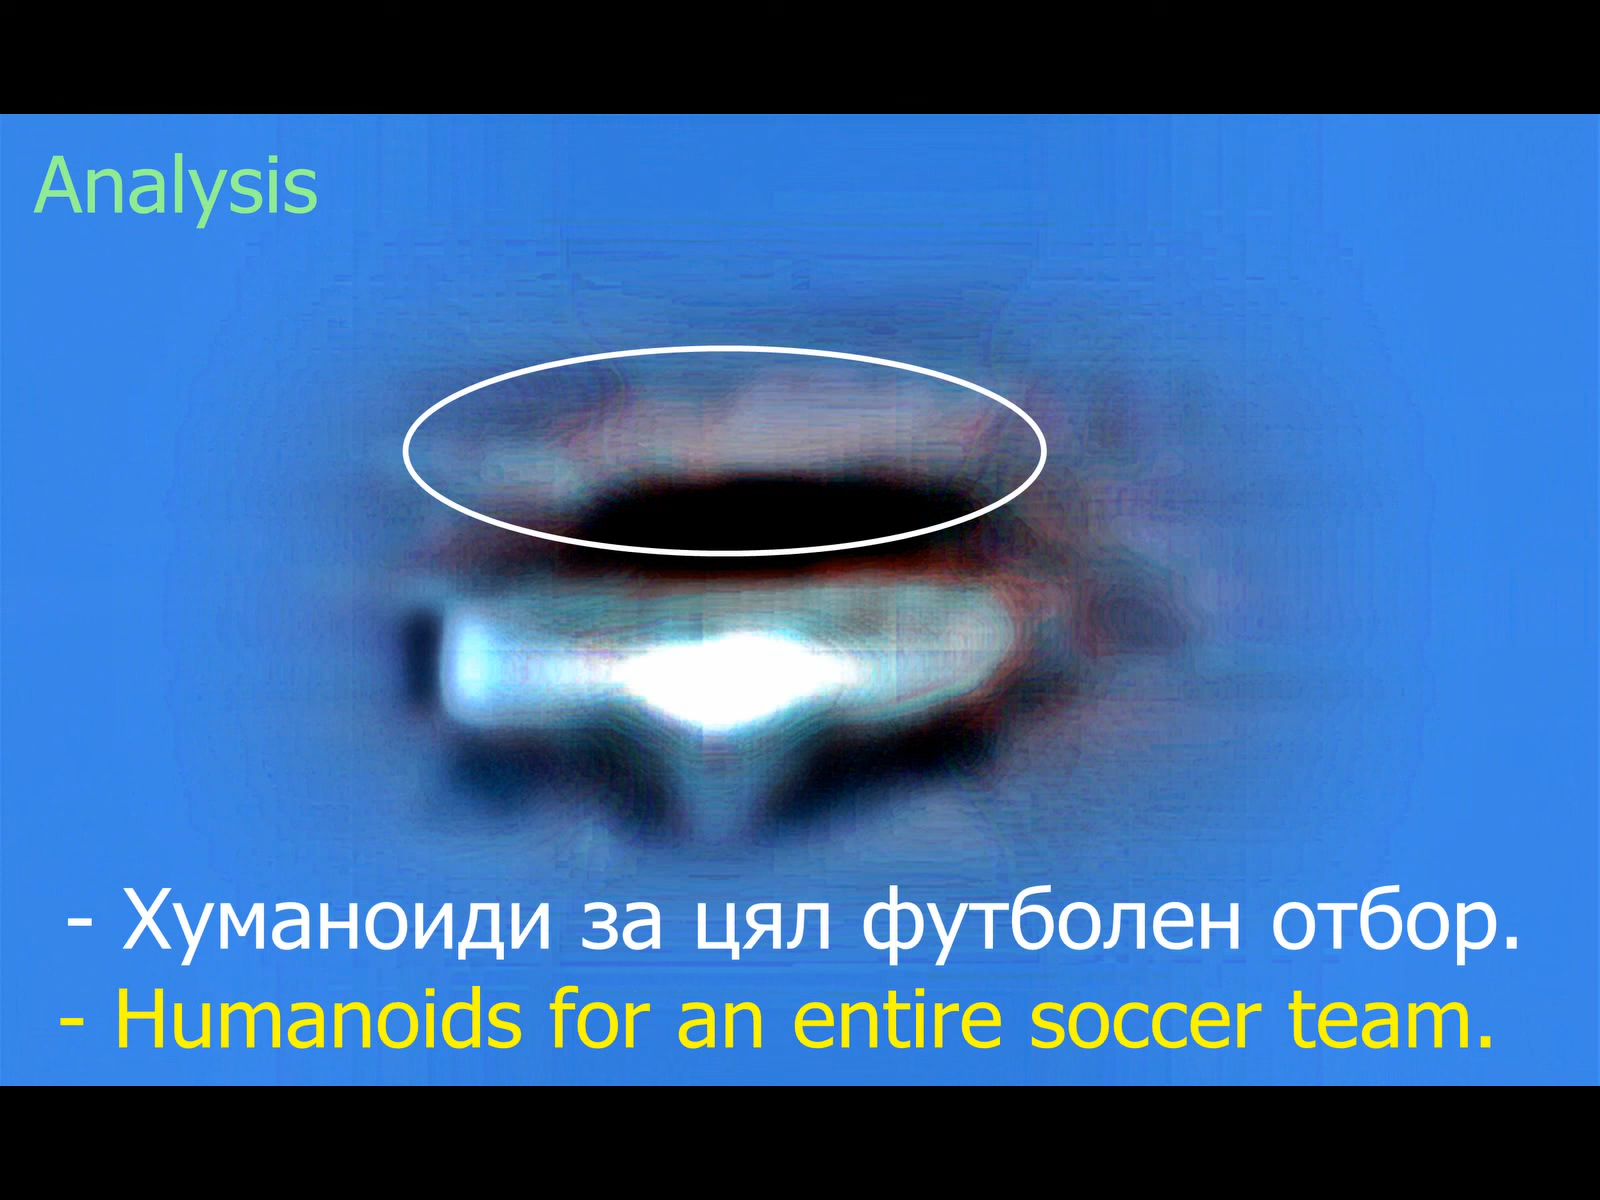 Analysis
- Хуманоиди за цял футболен отбор.
- Humanoids for an entire soccer team.